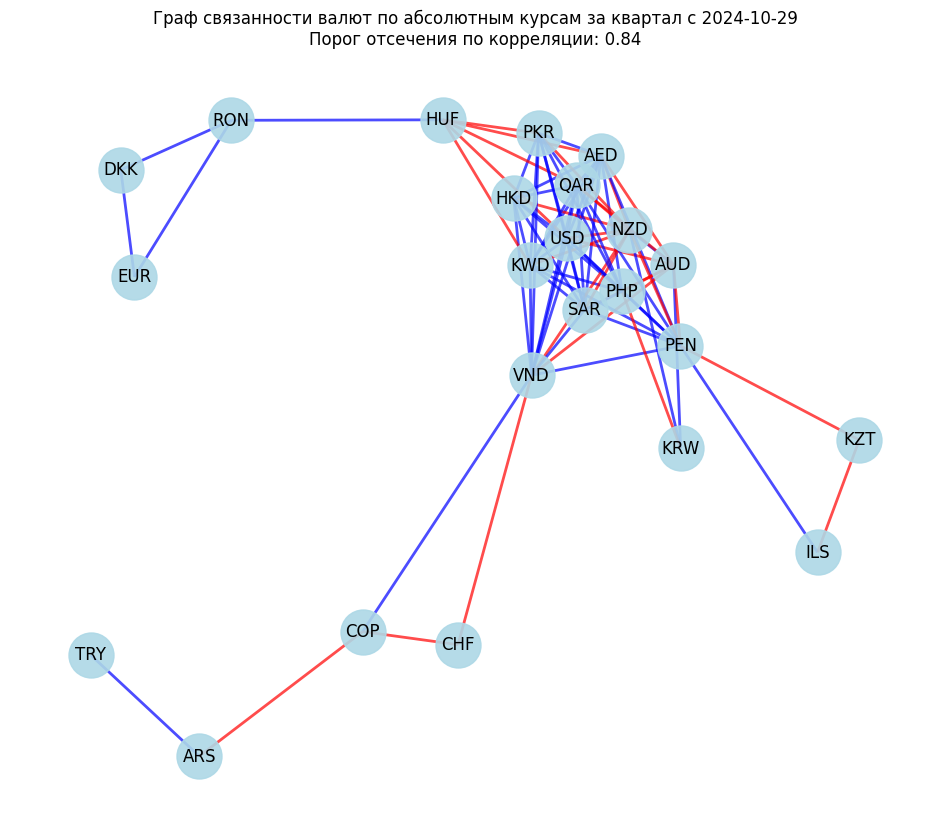 Граф связанности валют по абсолютным курсам за квартал с 2024-10-29
Порог отсечения по корреляции: 0.84
RON
HUF
PKR
AED
DKK
QAR
HKD
NZD
USD
KWD
AUD
EUR
PHP
SAR
PEN
VND
KZT
KRW
ILS
COP
CHF
TRY
ARS